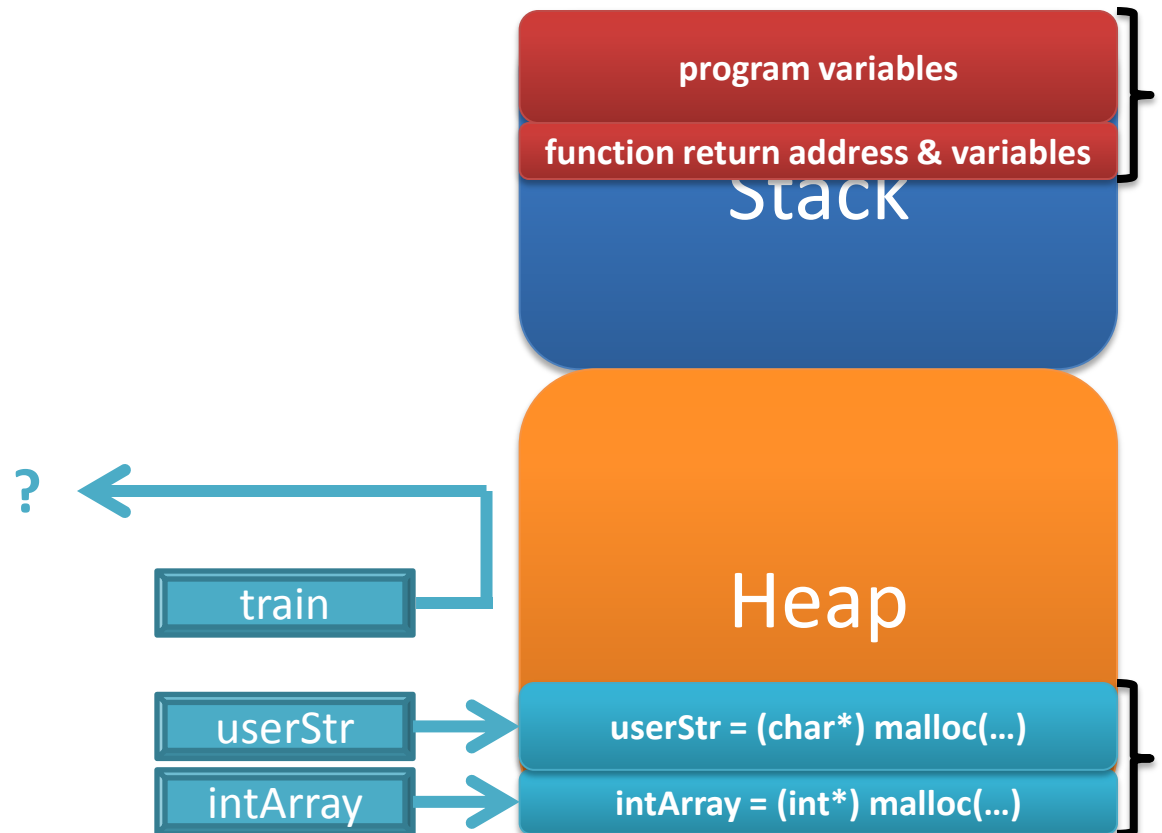 program variables
function return address & variables
Stack
?
train
Heap
userStr
userStr = (char*) malloc(…)
intArray
intArray = (int*) malloc(…)